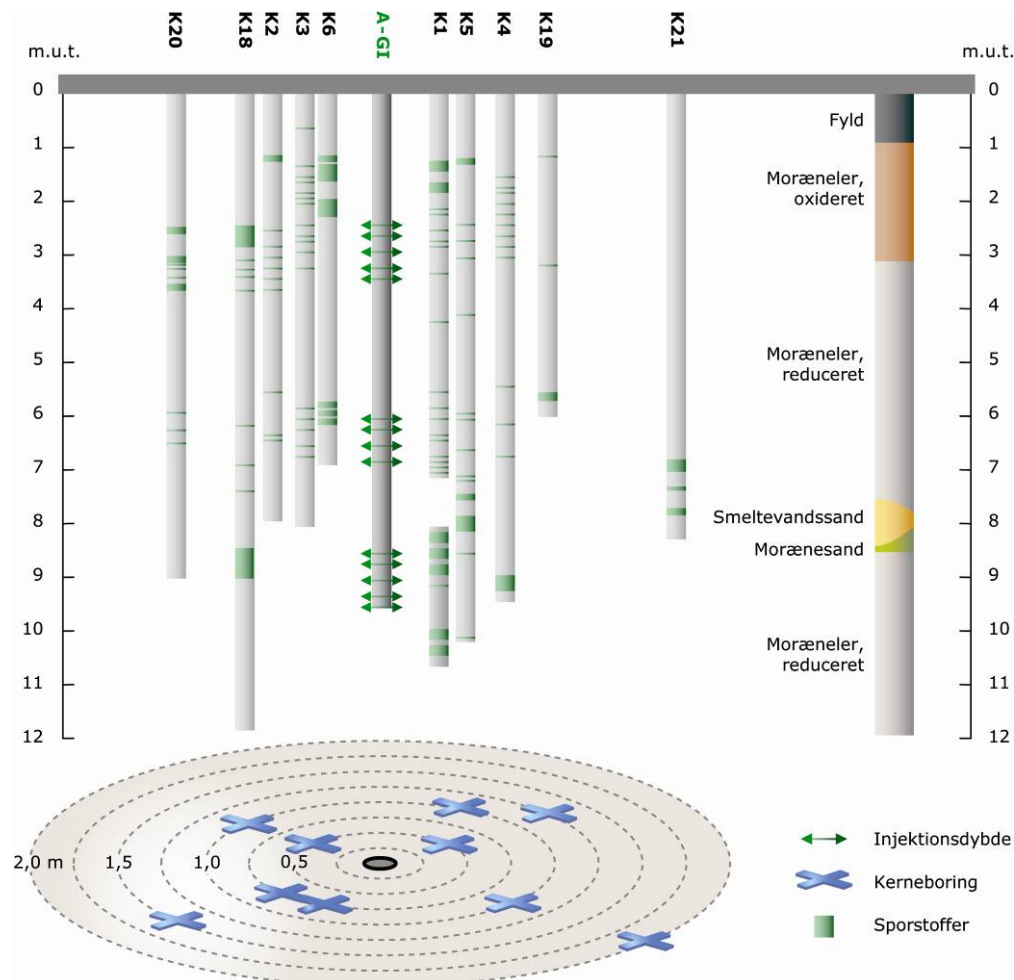 K20
K18
K2
K3
K6
A-GI
K1
K5
K4
K19
K21
m.u.t.
m.u.t.
0
1
2
3
4
5
6
7
8
9
10
11
12
Fyld
Moræneler,
oxideret
Moræneler,
reduceret
Smeltevandssand
Morænesand
Moræneler,
reduceret
0
1
2
3
4
5
6
7
8
9
10
11
12
2,0 m
1,5
1,0
0,5
Injektionsdybde
Kerneboring
Sporstoffer